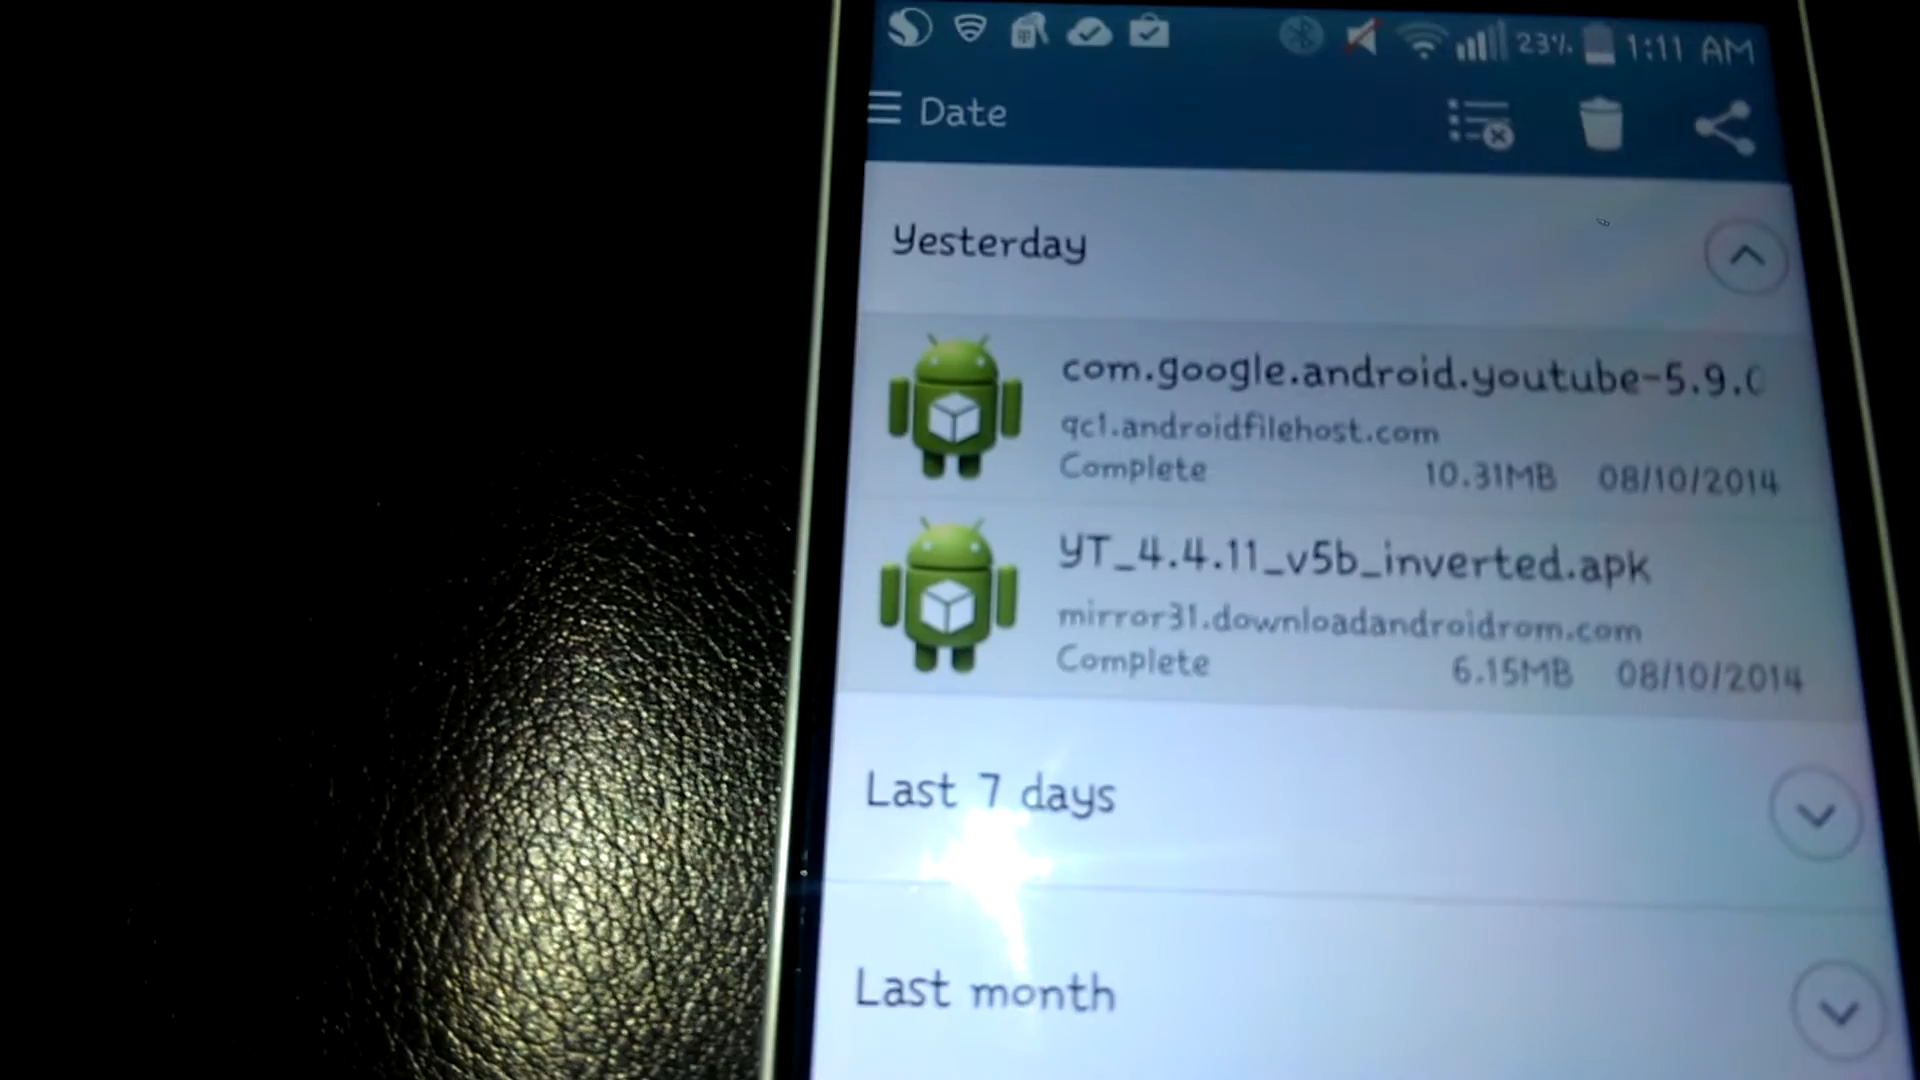 23% 1:11 AM
Date
Yesterday
com.google.android.youtube-5.9.0
qc1.androidfilehost.com
Complete 10.31MB 08/10/2014
YT_4.4.11_v5b_inverted.apk
mirror31.downloadandroidrom.com
Complete 6.15MB 08/10/2014
Last 7 days
Last month